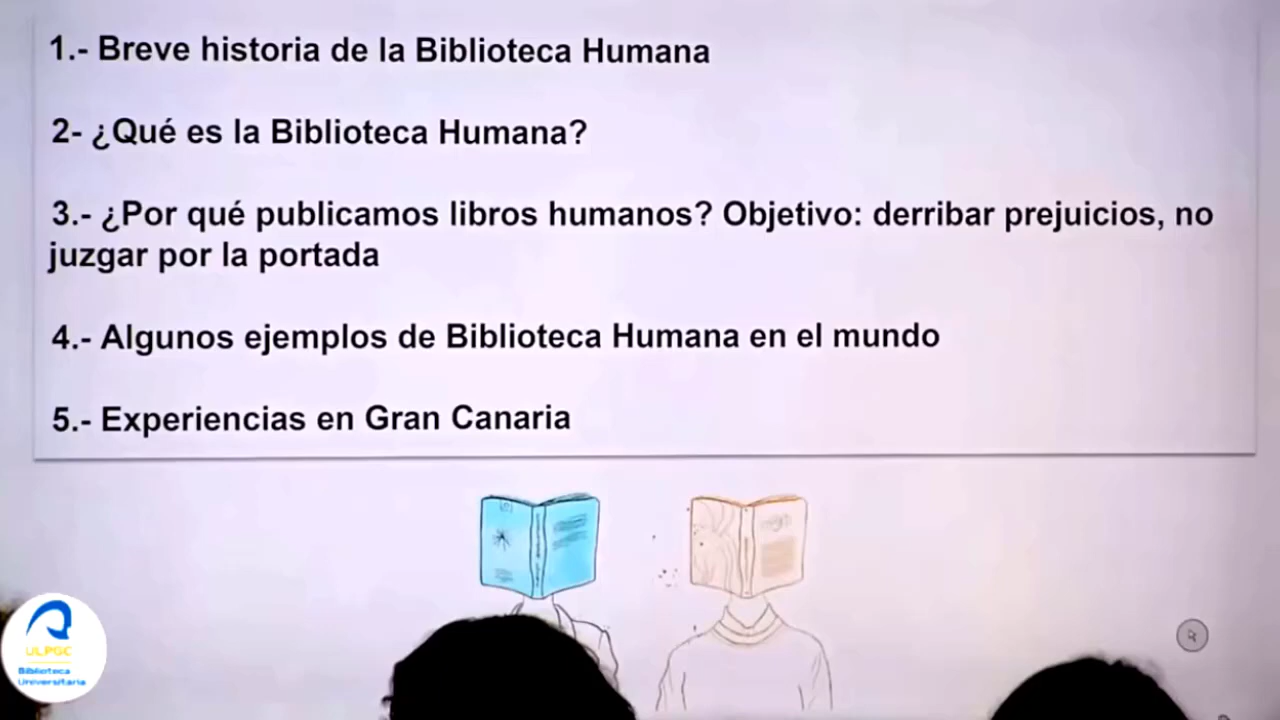 1.- Breve historia de la Biblioteca Humana
2- ¿Qué es la Biblioteca Humana?
3.- ¿Por qué publicamos libros humanos? Objetivo: derribar prejuicios, no
juzgar por la portada
4.- Algunos ejemplos de Biblioteca Humana en el mundo
5.- Experiencias en Gran Canaria
ULPGC
Biblioteca
Universitaria